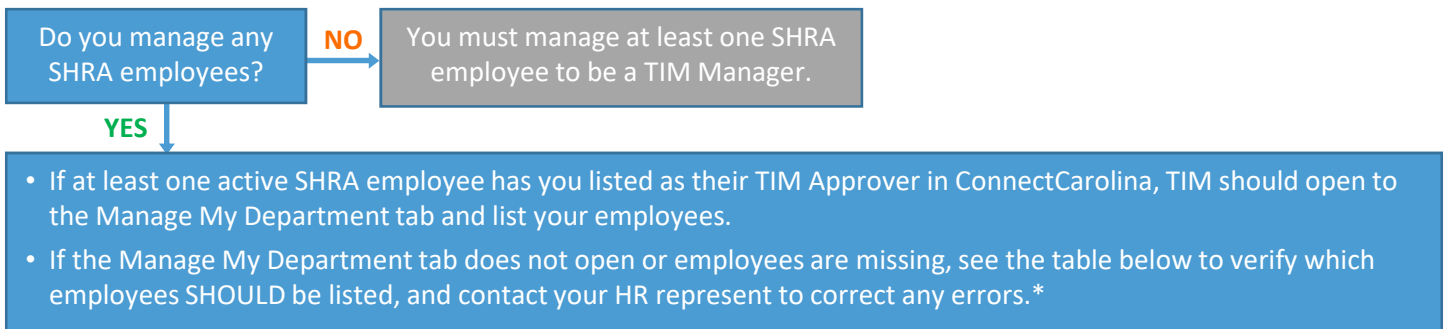 Do you manage any
SHRA employees?
NO
You must manage at least one SHRA
employee to be a TIM Manager.
YES
• If at least one active SHRA employee has you listed as their TIM Approver in ConnectCarolina, TIM should open to
the Manage My Department tab and list your employees.
• If the Manage My Department tab does not open or employees are missing, see the table below to verify which
employees SHOULD be listed, and contact your HR represent to correct any errors.*